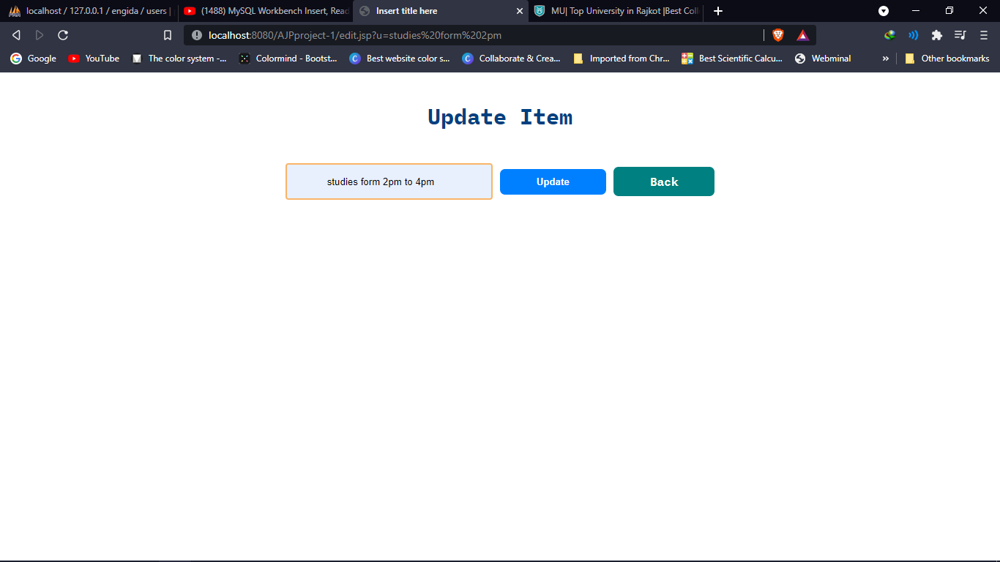 localhost / 127.0.0.1 / engida / users |
(1488) MySQL Workbench Insert, Read
Insert title here
MU| Top University in Rajkot |Best Coll
localhost:8080/AJPproject-1/edit.jsp?u=studies%20form%202pm
Google
YouTube
The color system -...
Colormind - Bootst...
Best website color s...
Collaborate & Crea...
Imported from Chr...
Best Scientific Calcu...
Webminal
»
Other bookmarks
Update Item
studies form 2pm to 4pm
Update
Back